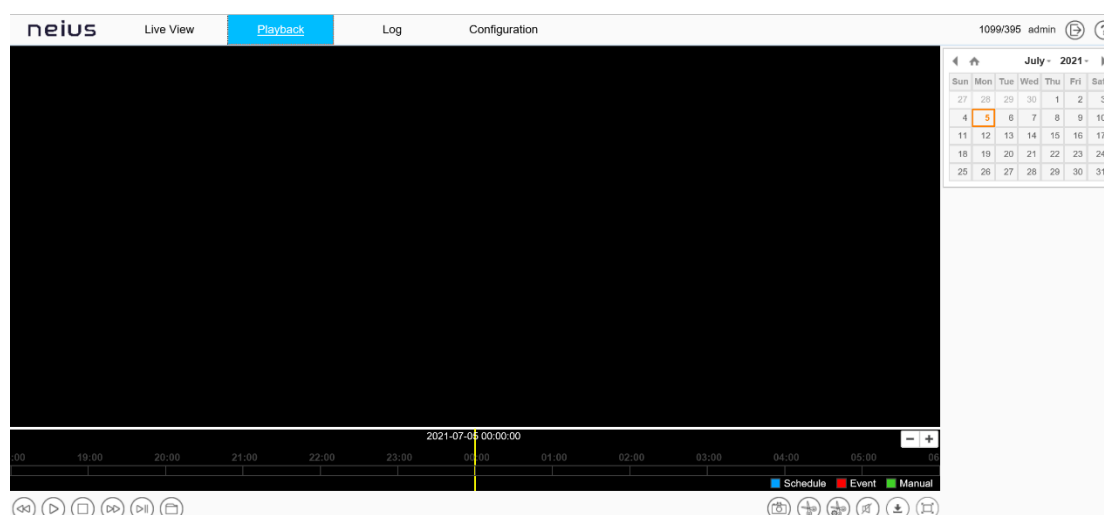 neius Live View Playback Log Configuration 1099/395 admin
July 2021
Sun Mon Tue Wed Thu Fri Sat
27 28 29 30 1 2 3
4 5 6 7 8 9 10
11 12 13 14 15 16 17
18 19 20 21 22 23 24
25 26 27 28 29 30 31
2021-07-05 00:00:00
:00 19:00 20:00 21:00 22:00 23:00 00:00 01:00 02:00 03:00 04:00 05:00 06
Schedule Event Manual